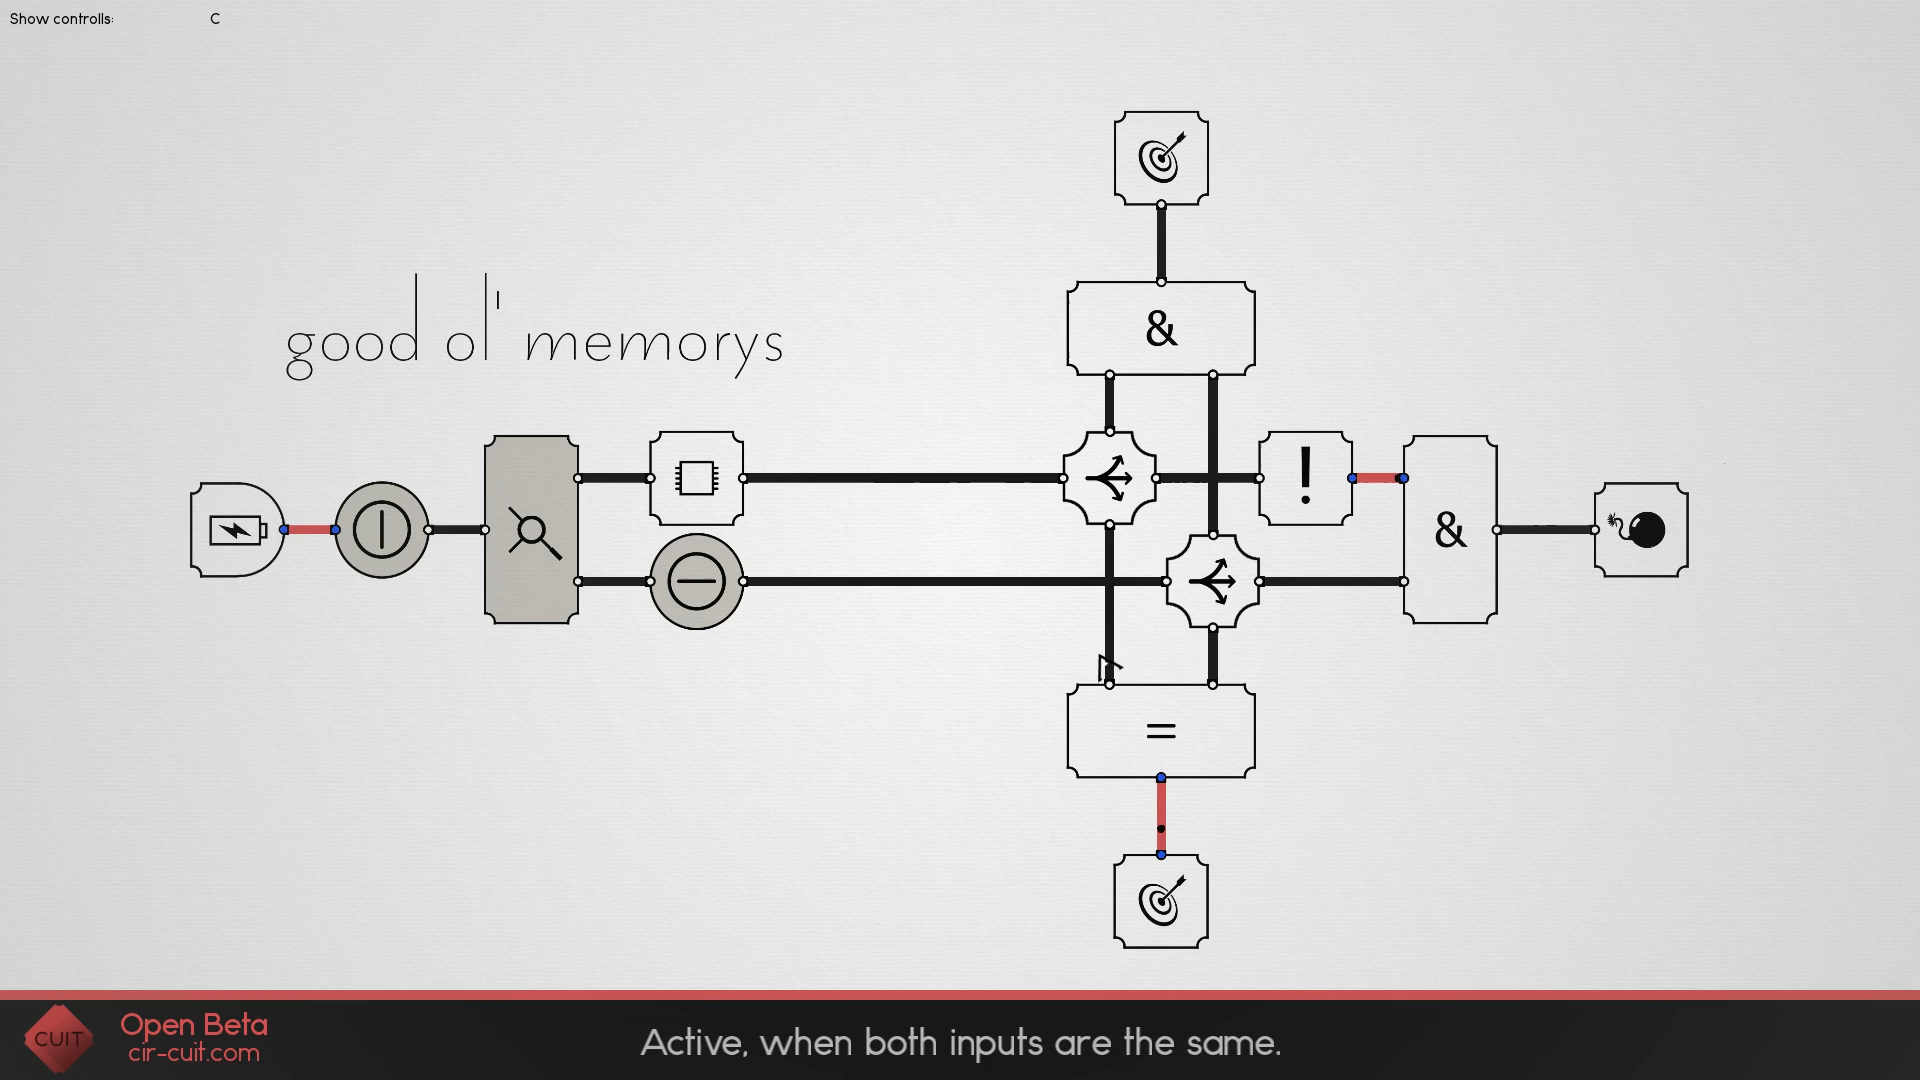 Show controlls: C
&
good ol' memorys
!
&
=
CUIT
Open Beta
cir-cuit.com
Active, when both inputs are the same.